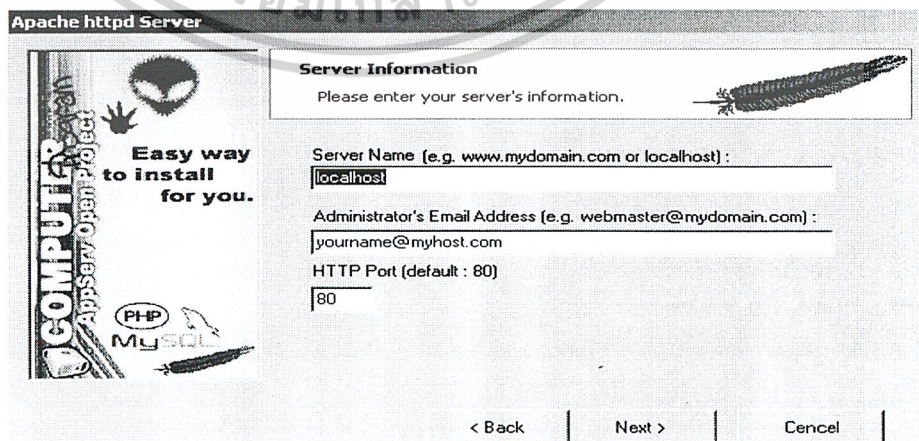 Apache httpd Server
Server Information
Please enter your server's information.
COMPUTER
AppServ Open Project
Easy way
to install
for you.
PHP
MySQL
Server Name (e.g. www.mydomain.com or localhost) :
localhost
Administrator's Email Address (e.g. webmaster@mydomain.com) :
yourname@myhost.com
HTTP Port (default : 80)
80
< Back
Next >
Cencel